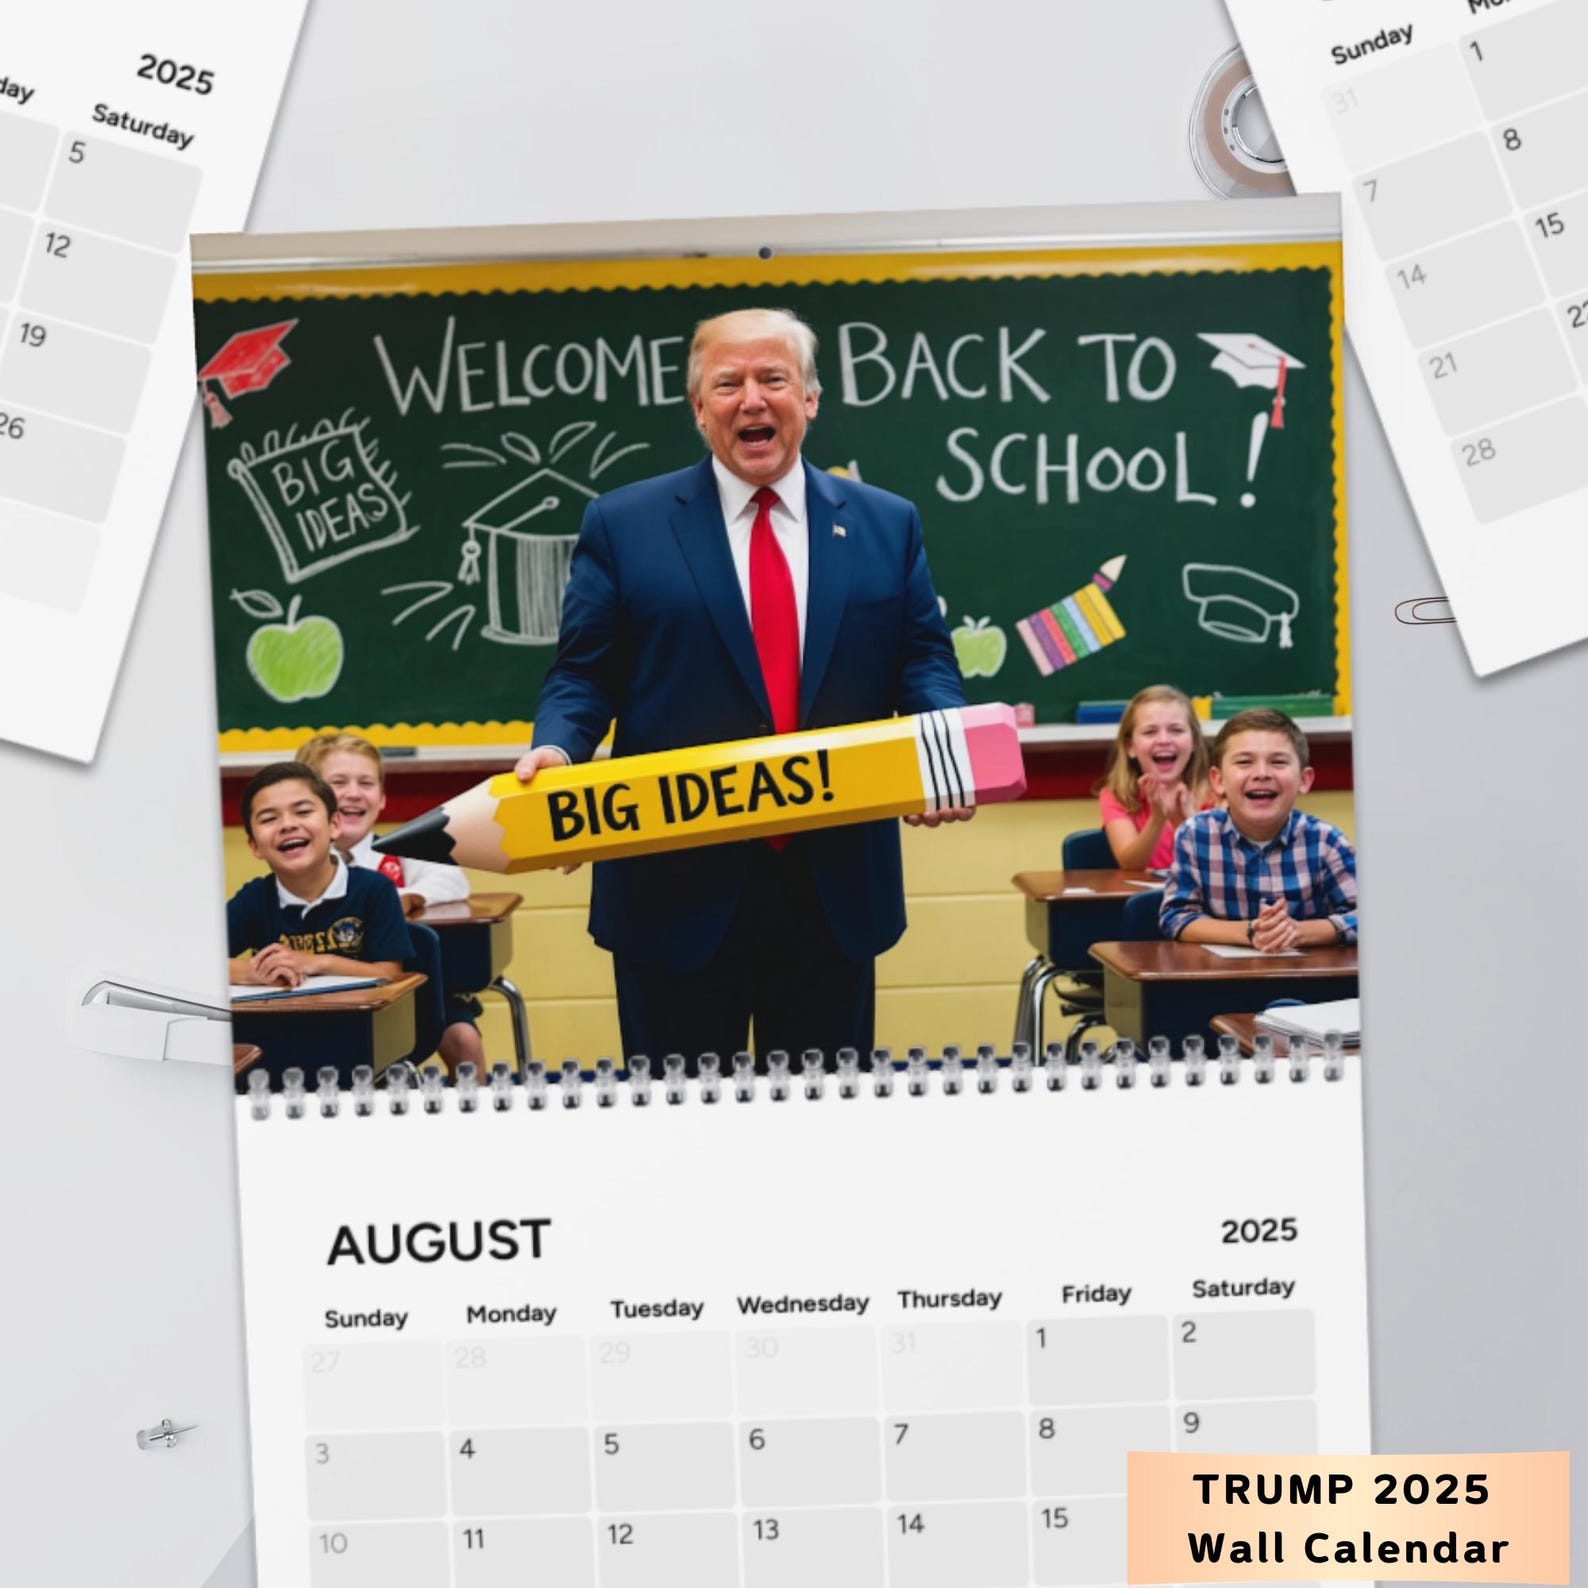 2025
Saturday
5
12
19
26
Sunday
31
1
7
8
14
15
21
28
WELCOME BACK TO
SCHOOL!
BIG
IDEAS
BIG IDEAS!
AUGUST
2025
Sunday Monday Tuesday Wednesday Thursday Friday Saturday
27 28 29 30 31 1 2
3 4 5 6 7 8 9
10 11 12 13 14 15
TRUMP 2025
Wall Calendar